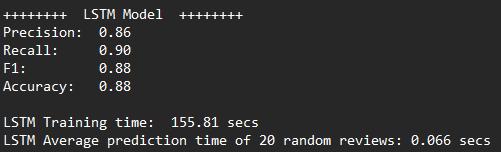 ++++++++  LSTM Model  ++++++++
Precision:  0.86
Recall:     0.90
F1:         0.88
Accuracy:   0.88
LSTM Training time:  155.81 secs
LSTM Average prediction time of 20 random reviews: 0.066 secs